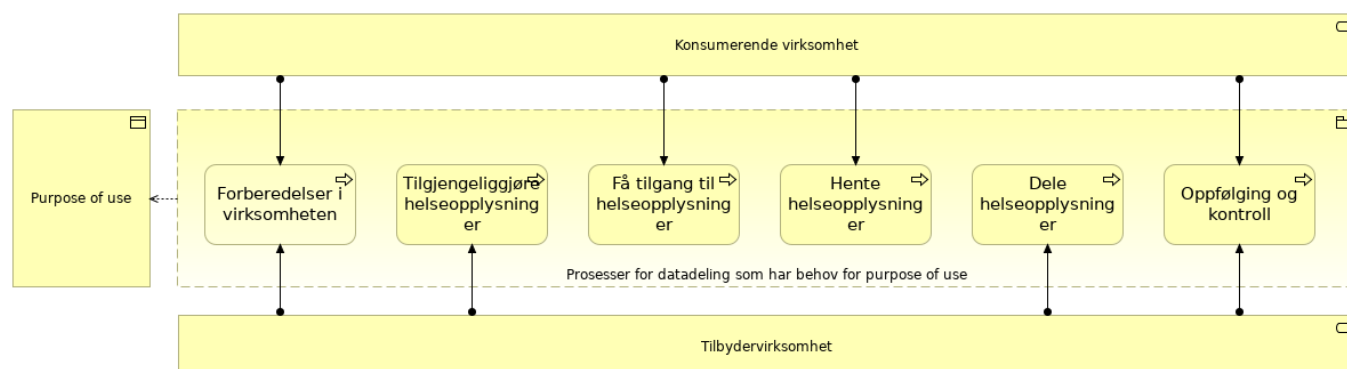 Konsumerende virksomhet
Purpose of use
Forberedelser i
virksomheten
Tilgjengeliggjøre
helseopplysning
er
Få tilgang til
helseopplysning
er
Hente
helseopplysning
er
Dele
helseopplysning
er
Oppfølging og
kontroll
Prosesser for datadeling som har behov for purpose of use
Tilbydervirksomhet